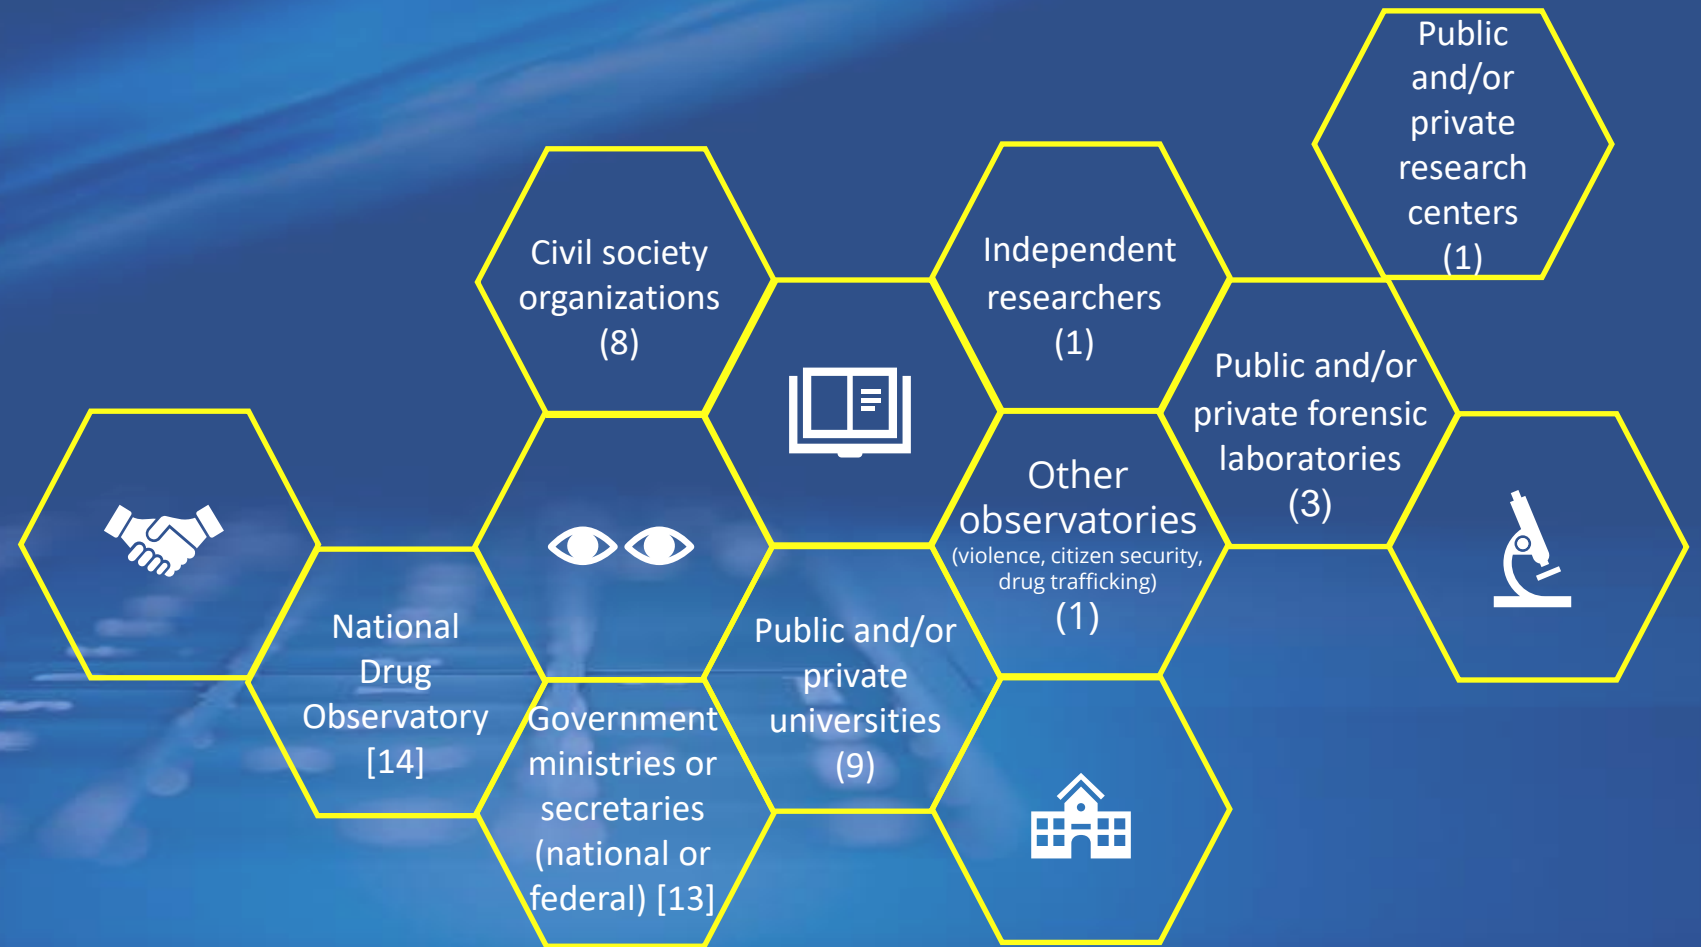 Public
and/or
private
research
centers
(1)
Civil society
organizations
(8)
Independent
researchers
(1)
Public and/or
private forensic
laboratories
(3)
Other
observatories
(violence, citizen security,
drug trafficking)
(1)
National
Drug
Observatory
[14]
Public and/or
private
universities
(9)
Government
ministries or
secretaries
(national or
federal) [13]